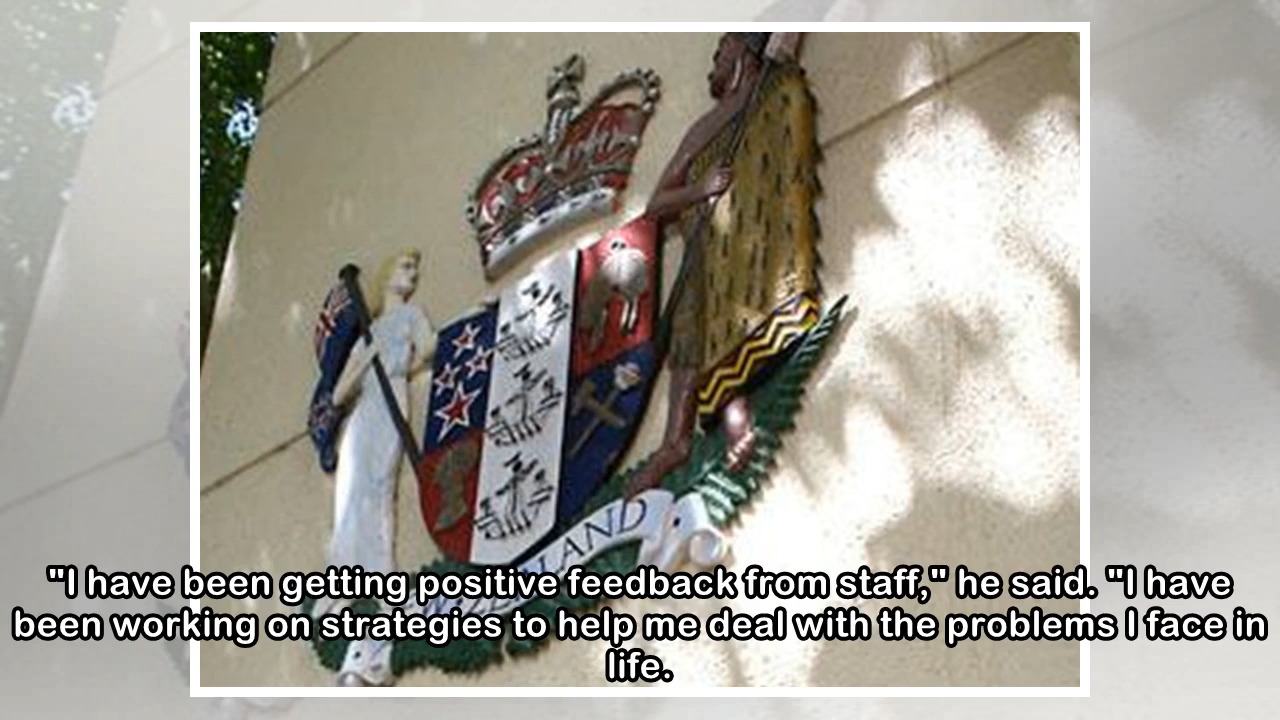 LAND
"I have been getting positive feedback from staff," he said. "I have
been working on strategies to help me deal with the problems I face in
life.